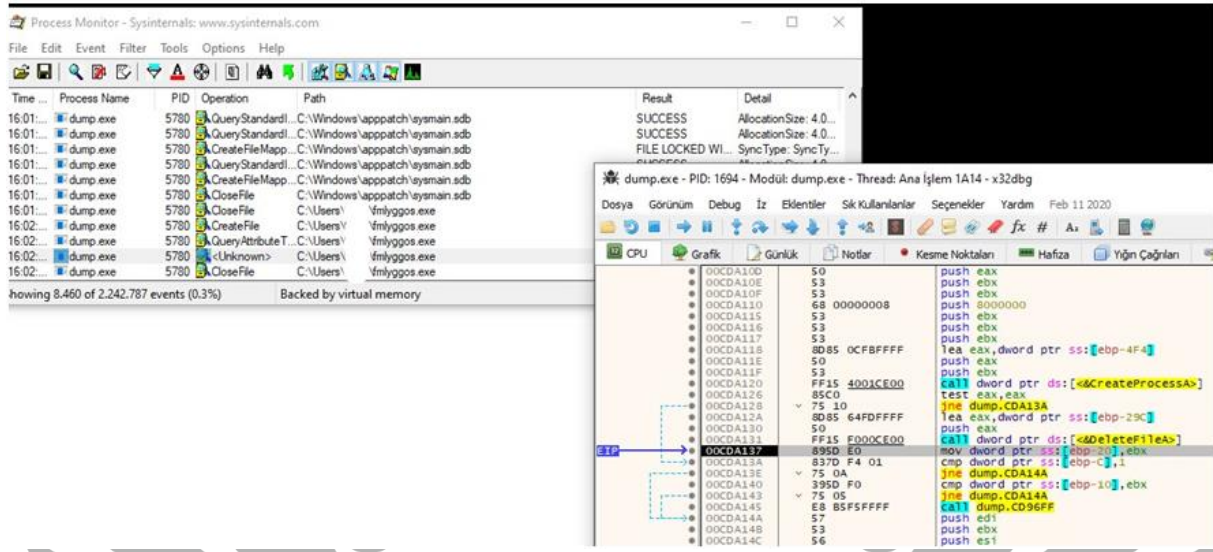 Process Monitor - Sysinternals: www.sysinternals.com
File Edit Event Filter Tools Options Help
Time ... Process Name PID Operation Path Result Detail
16:01:... dump.exe 5780 QueryStandardI...C:\Windows\apppatch\sysmain.sdb SUCCESS AllocationSize: 4.0...
16:01:... dump.exe 5780 QueryStandardI...C:\Windows\apppatch\sysmain.sdb SUCCESS AllocationSize: 4.0...
16:01:... dump.exe 5780 CreateFileMapp...C:\Windows\apppatch\sysmain.sdb FILE LOCKED WI... SyncType: SyncTy...
16:01:... dump.exe 5780 QueryStandardI...C:\Windows\apppatch\sysmain.sdb
16:01:... dump.exe 5780 CreateFileMapp...C:\Windows\apppatch\sysmain.sdb
16:01:... dump.exe 5780 CloseFile C:\Windows\apppatch\sysmain.sdb
16:01:... dump.exe 5780 CloseFile C:\Users\ \fmlyggos.exe
16:02:... dump.exe 5780 CreateFile C:\Users\ \fmlyggos.exe
16:02:... dump.exe 5780 QueryAttributeT...C:\Users\ \fmlyggos.exe
16:02:... dump.exe 5780 <Unknown> C:\Users\ \fmlyggos.exe
16:02:... dump.exe 5780 CloseFile C:\Users\ \fmlyggos.exe
Showing 8.460 of 2.242.787 events (0.3%) Backed by virtual memory
dump.exe - PID: 1694 - Modül: dump.exe - Thread: Ana İşlem 1A14 - x32dbg
Dosya Görünüm Debug İz Eklentiler Sık Kullanılanlar Seçenekler Yardım Feb 11 2020
CPU Grafik Günlük Notlar Kesme Noktaları Hafıza Yığın Çağrıları
00CDA10D 50 push eax
00CDA10E 53 push ebx
00CDA10F 53 push ebx
00CDA110 68 00000008 push 8000000
00CDA115 53 push ebx
00CDA116 53 push ebx
00CDA117 53 push ebx
00CDA118 8D85 0CFBFFFF lea eax,dword ptr ss:[ebp-4F4]
00CDA11E 50 push eax
00CDA11F 53 push ebx
00CDA120 FF15 4001CE00 call dword ptr ds:[<&CreateProcessA>]
00CDA126 85C0 test eax,eax
00CDA128 75 10 jne dump.CDA13A
00CDA12A 8D85 64FDFFFF lea eax,dword ptr ss:[ebp-29C]
00CDA130 50 push eax
00CDA131 FF15 F000CE00 call dword ptr ds:[<&DeleteFileA>]
EIP 00CDA137 895D E0 mov dword ptr ss:[ebp-20],ebx
00CDA13A 837D F4 01 cmp dword ptr ss:[ebp-C],1
00CDA13E 75 0A jne dump.CDA14A
00CDA140 395D F0 cmp dword ptr ss:[ebp-10],ebx
00CDA143 75 05 jne dump.CDA14A
00CDA145 E8 B5F5FFFF call dump.CD96FF
00CDA14A 57 push edi
00CDA14B 53 push ebx
00CDA14C 56 push esi